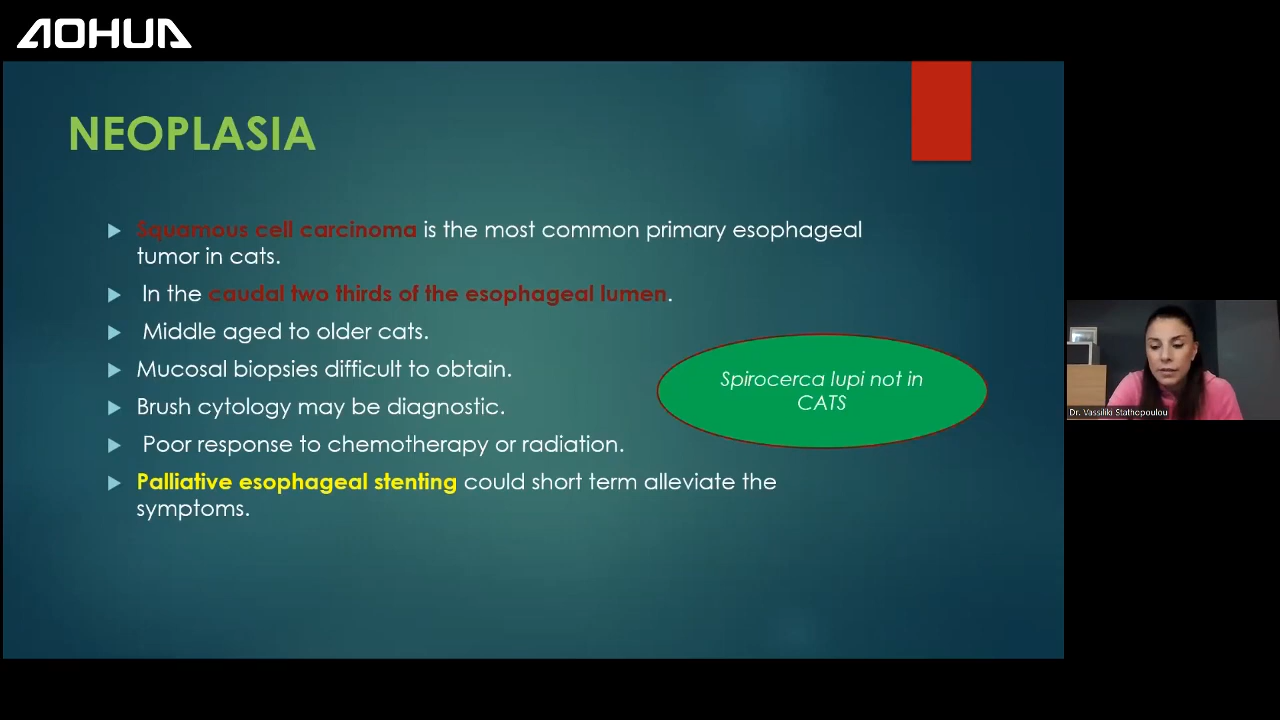 AOHUA
NEOPLASIA
Squamous cell carcinoma is the most common primary esophageal
tumor in cats.
In the caudal two thirds of the esophageal lumen.
Middle aged to older cats.
Mucosal biopsies difficult to obtain.
Brush cytology may be diagnostic.
Poor response to chemotherapy or radiation.
Palliative esophageal stenting could short term alleviate the
symptoms.
Spirocerca lupi not in
CATS
Dr. Vassiliki Stathopoulou